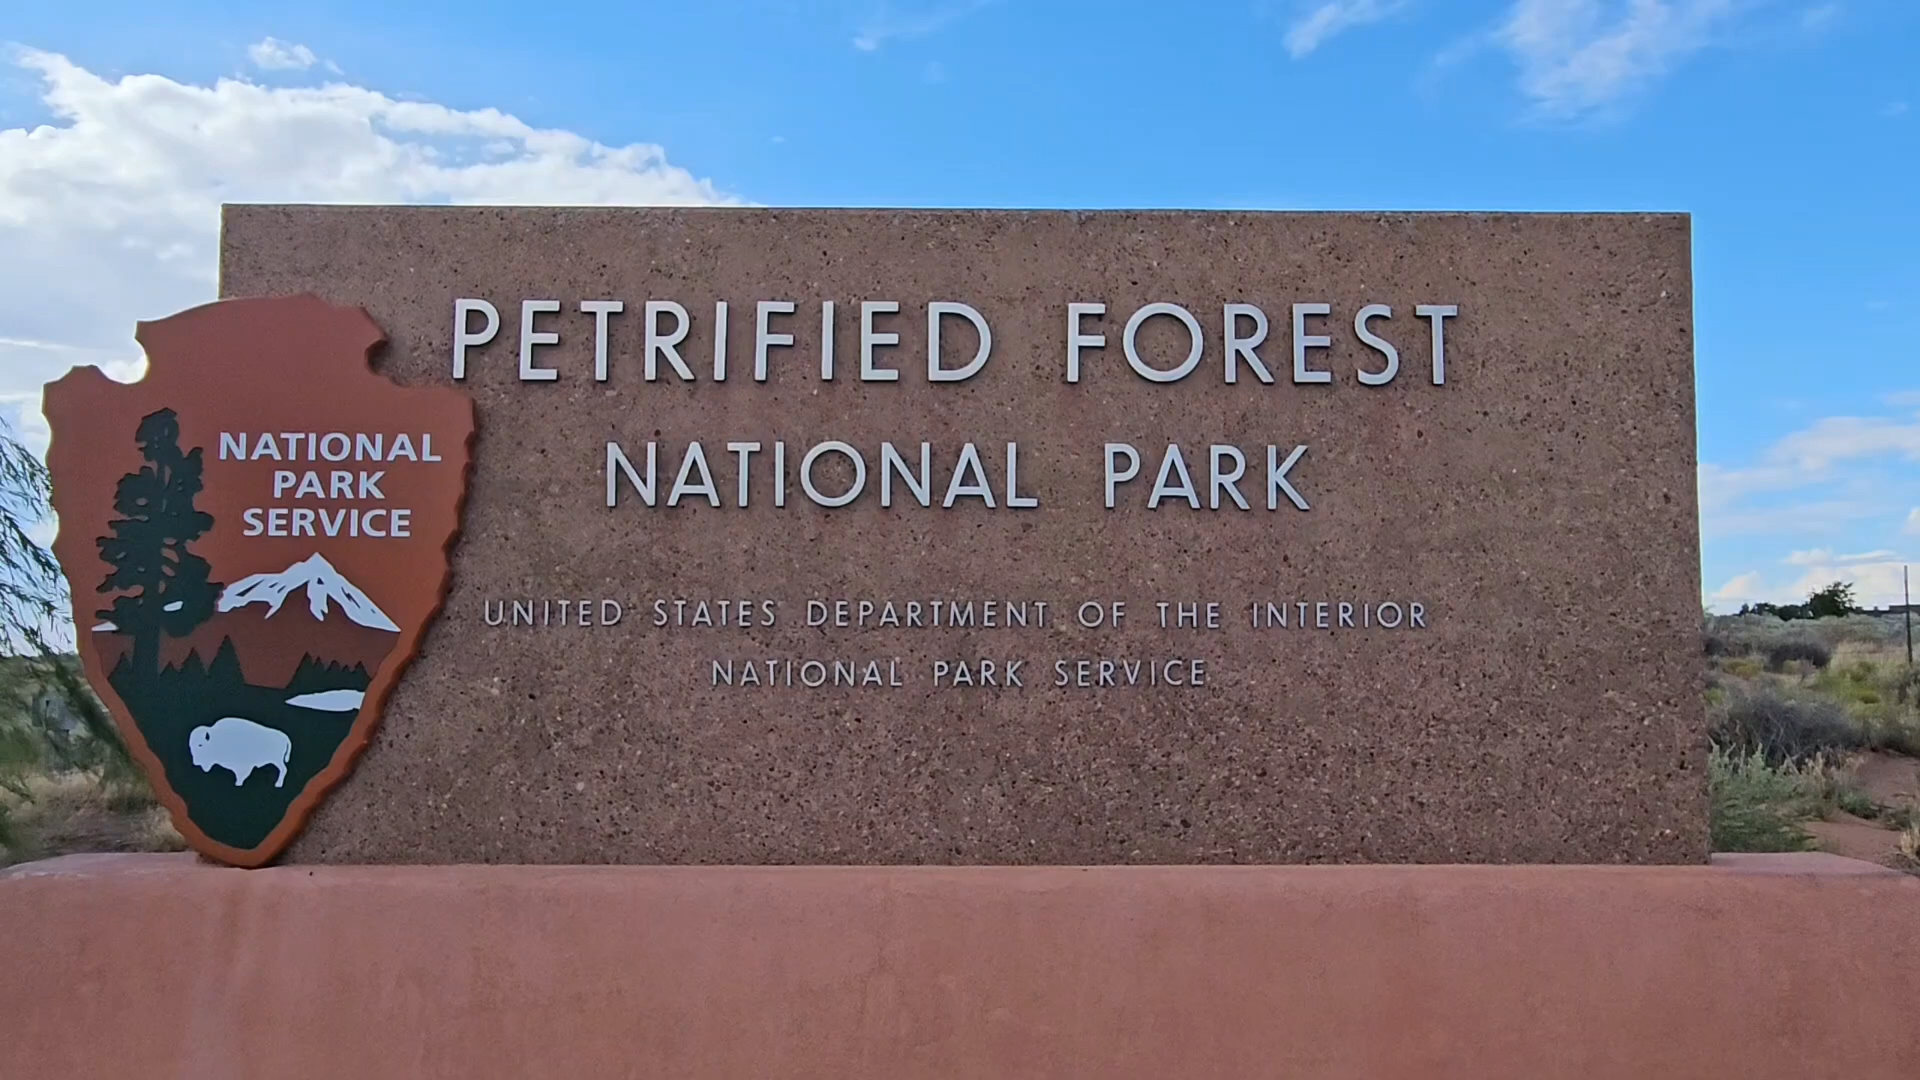 PETRIFIED FOREST
NATIONAL PARK
UNITED STATES DEPARTMENT OF THE INTERIOR
NATIONAL PARK SERVICE
NATIONAL
PARK
SERVICE